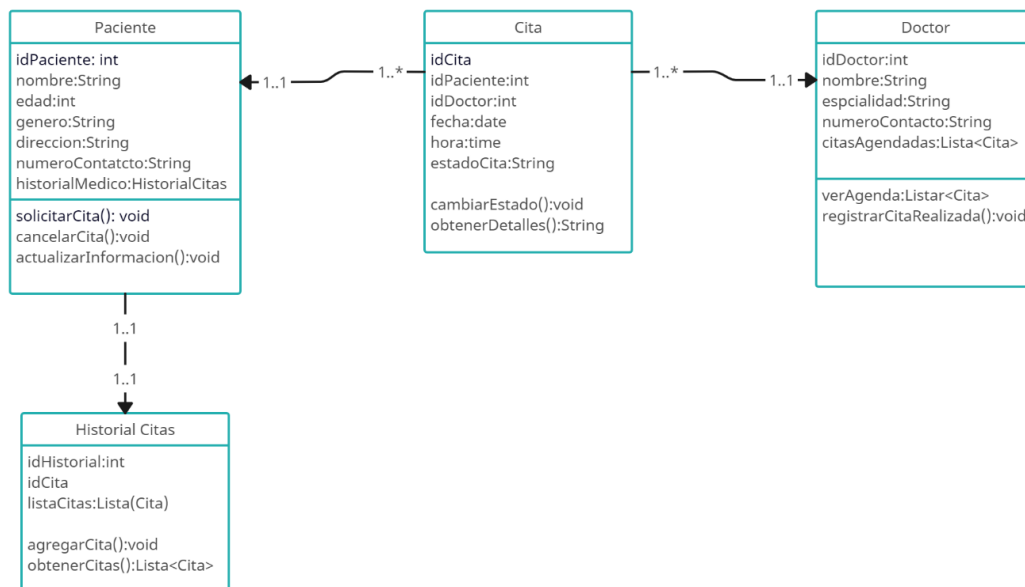 Paciente
idPaciente: int
nombre:String
edad:int
genero:String
direccion:String
numeroContatcto:String
historialMedico:HistorialCitas
solicitarCita(): void
cancelarCita():void
actualizarInformacion():void
1..1
1..*
Cita
idCita
idPaciente:int
idDoctor:int
fecha:date
hora:time
estadoCita:String
cambiarEstado():void
obtenerDetalles():String
1..*
1..1
Doctor
idDoctor:int
nombre:String
espcialidad:String
numeroContacto:String
citasAgendadas:Lista<Cita>
verAgenda:Listar<Cita>
registrarCitaRealizada():void
1..1
1..1
Historial Citas
idHistorial:int
idCita
listaCitas:Lista(Cita)
agregarCita():void
obtenerCitas():Lista<Cita>